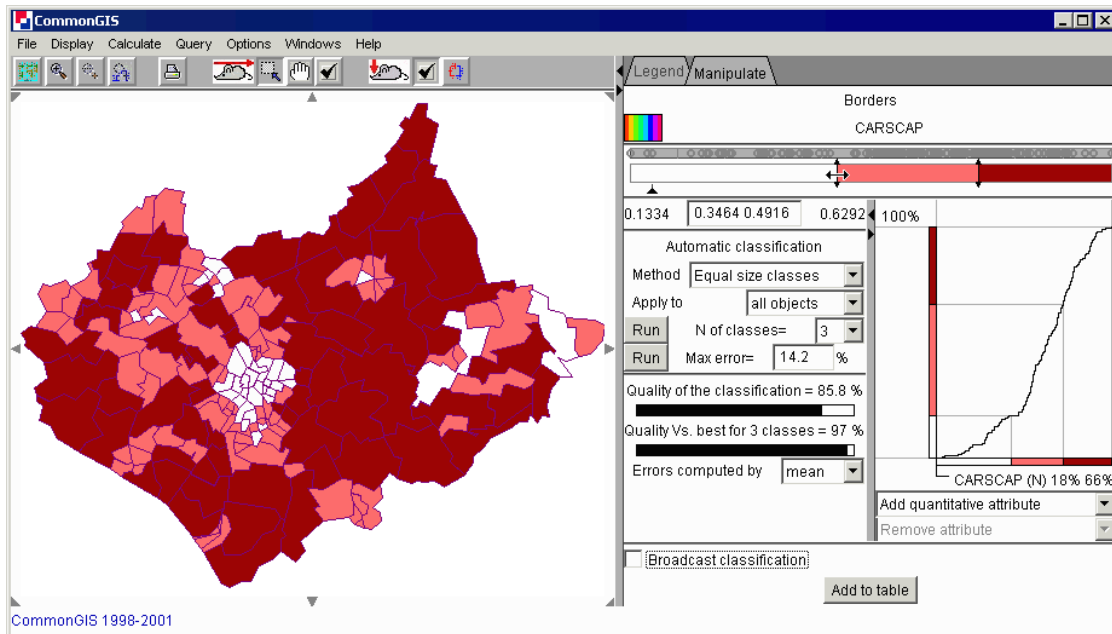 CommonGIS
File Display Calculate Query Options Windows Help
Legend Manipulate
Borders
CARSCAP
0.1334 0.3464 0.4916 0.6292
100%
Automatic classification
Method Equal size classes
Apply to all objects
Run N of classes= 3
Run Max error= 14.2 %
Quality of the classification = 85.8 %
Quality Vs. best for 3 classes = 97 %
Errors computed by mean
CARSCAP (N) 18% 66%
Add quantitative attribute
Remove attribute
Broadcast classification
Add to table
CommonGIS 1998-2001